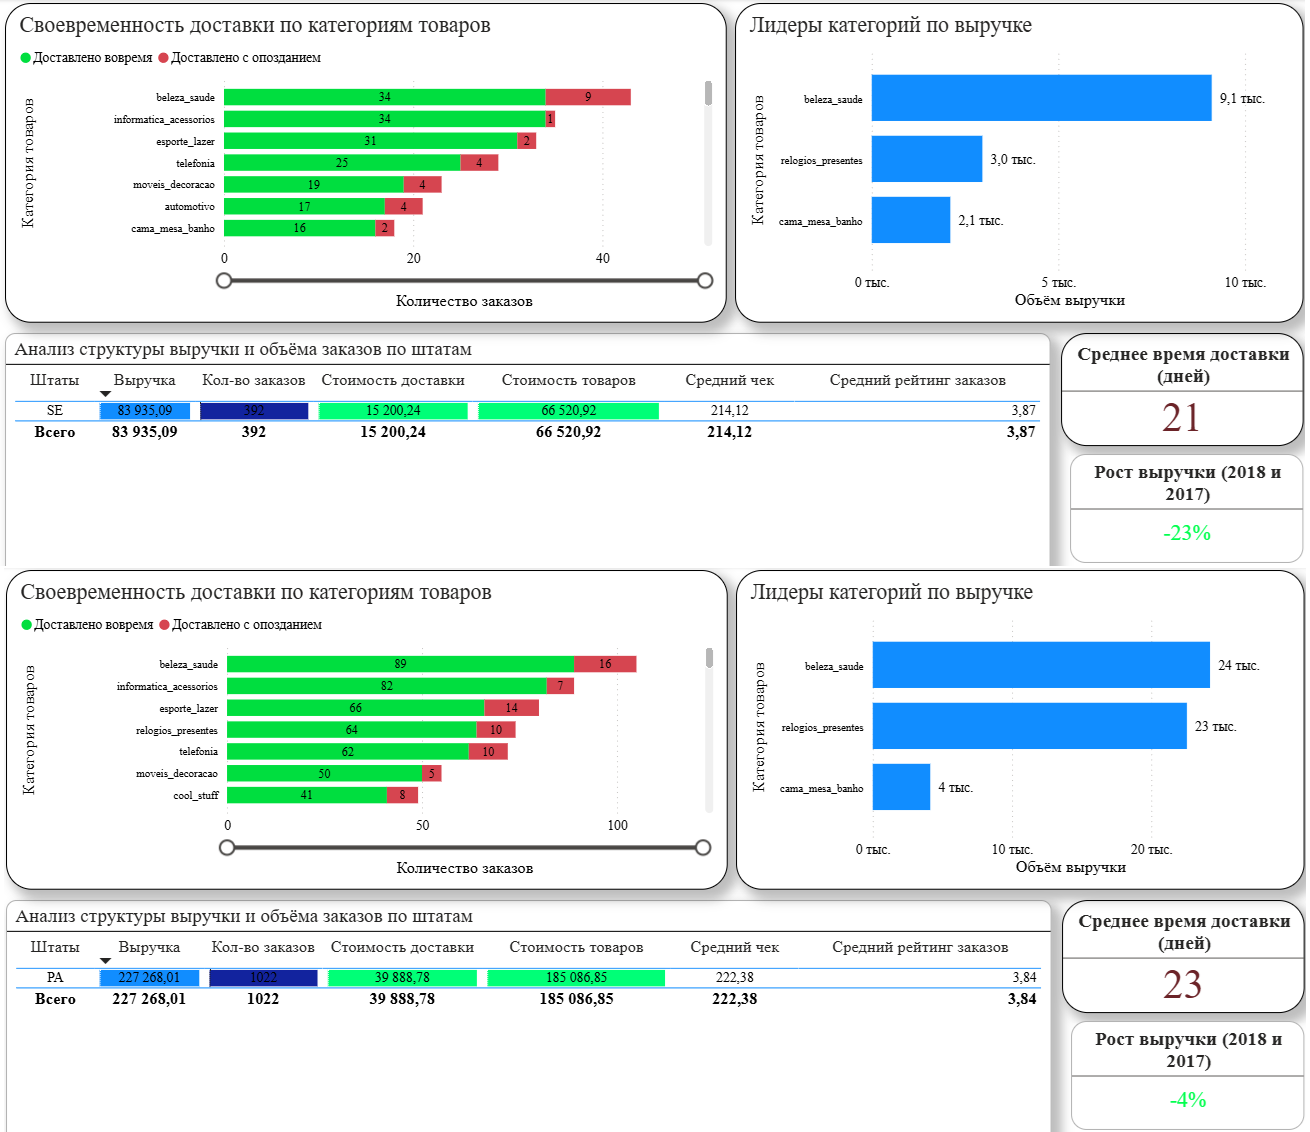 Своевременность доставки по категориям товаров
Доставлено вовремя Доставлено с опозданием
Категория товаров
beleza_saude 34 9
informatica_acessorios 34 1
esporte_lazer 31 2
telefonia 25 4
moveis_decoracao 19 4
automotivo 17 4
cama_mesa_banho 16 2
0 20 40
Количество заказов
Лидеры категорий по выручке
Категория товаров
beleza_saude 9,1 тыс.
relogios_presentes 3,0 тыс.
cama_mesa_banho 2,1 тыс.
0 тыс. 5 тыс. 10 тыс.
Объём выручки
Анализ структуры выручки и объёма заказов по штатам
Штаты Выручка Кол-во заказов Стоимость доставки Стоимость товаров Средний чек Средний рейтинг заказов
SE 83 935,09 392 15 200,24 66 520,92 214,12 3,87
Всего 83 935,09 392 15 200,24 66 520,92 214,12 3,87
Среднее время доставки
(дней)
21
Рост выручки (2018 и
2017)
-23%
Своевременность доставки по категориям товаров
Доставлено вовремя Доставлено с опозданием
Категория товаров
beleza_saude 89 16
informatica_acessorios 82 7
esporte_lazer 66 14
relogios_presentes 64 10
telefonia 62 10
moveis_decoracao 50 5
cool_stuff 41 8
0 50 100
Количество заказов
Лидеры категорий по выручке
Категория товаров
beleza_saude 24 тыс.
relogios_presentes 23 тыс.
cama_mesa_banho 4 тыс.
0 тыс. 10 тыс. 20 тыс.
Объём выручки
Анализ структуры выручки и объёма заказов по штатам
Штаты Выручка Кол-во заказов Стоимость доставки Стоимость товаров Средний чек Средний рейтинг заказов
PA 227 268,01 1022 39 888,78 185 086,85 222,38 3,84
Всего 227 268,01 1022 39 888,78 185 086,85 222,38 3,84
Среднее время доставки
(дней)
23
Рост выручки (2018 и
2017)
-4%